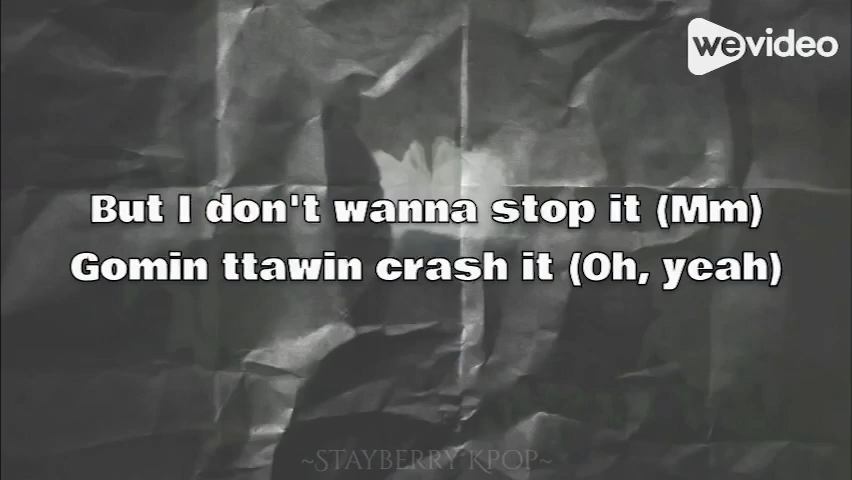 wevideo
But I don't wanna stop it (Mm)
Gomin ttawin crash it (Oh, yeah)
~STAYBERRY KPOP~